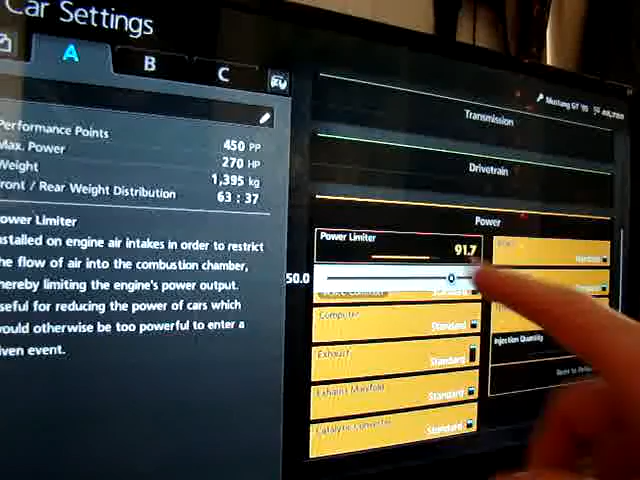 Car Settings
A
B
C
Mustang GT '05
Performance Points 450 PP
Max. Power 270 HP
Weight 1,395 kg
ront / Rear Weight Distribution 63 : 37
ower Limiter
nstalled on engine air intakes in order to restrict
he flow of air into the combustion chamber,
hereby limiting the engine's power output.
seful for reducing the power of cars which
ould otherwise be too powerful to enter a
iven event.
Transmission
Drivetrain
Power
Power Limiter
91.7
50.0
Computer
Standard
Exhaust
Standard
Exhaust Manifold
Standard
Catalytic Converter
Standard
Injection Quantity